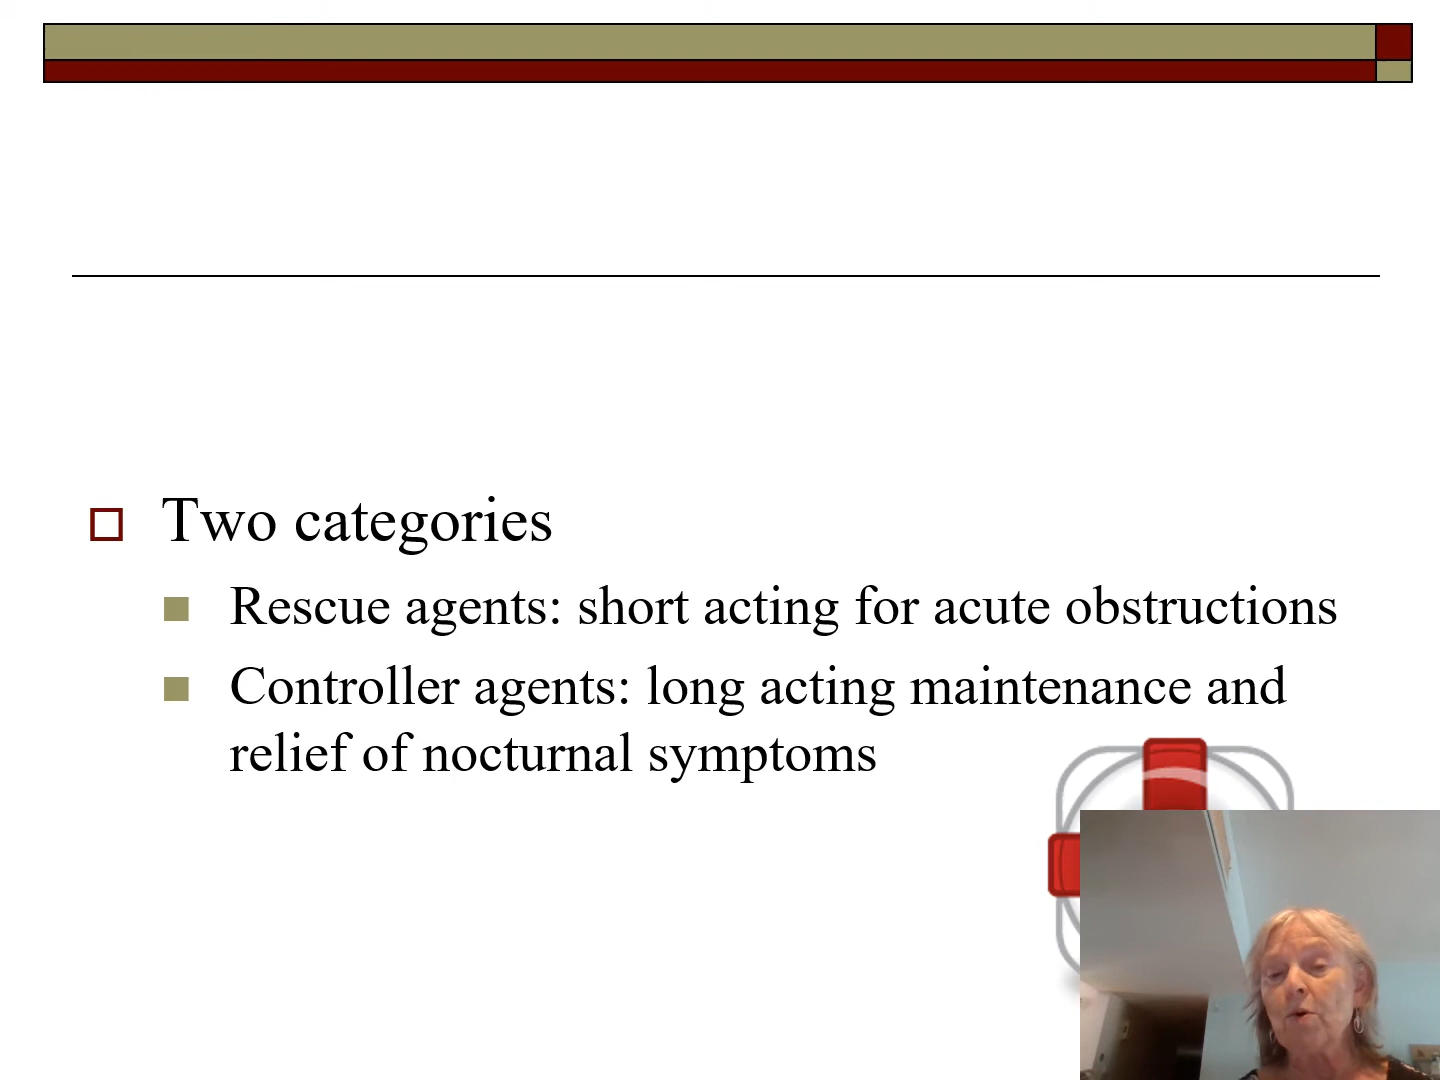 Two categories
Rescue agents: short acting for acute obstructions
Controller agents: long acting maintenance and
relief of nocturnal symptoms